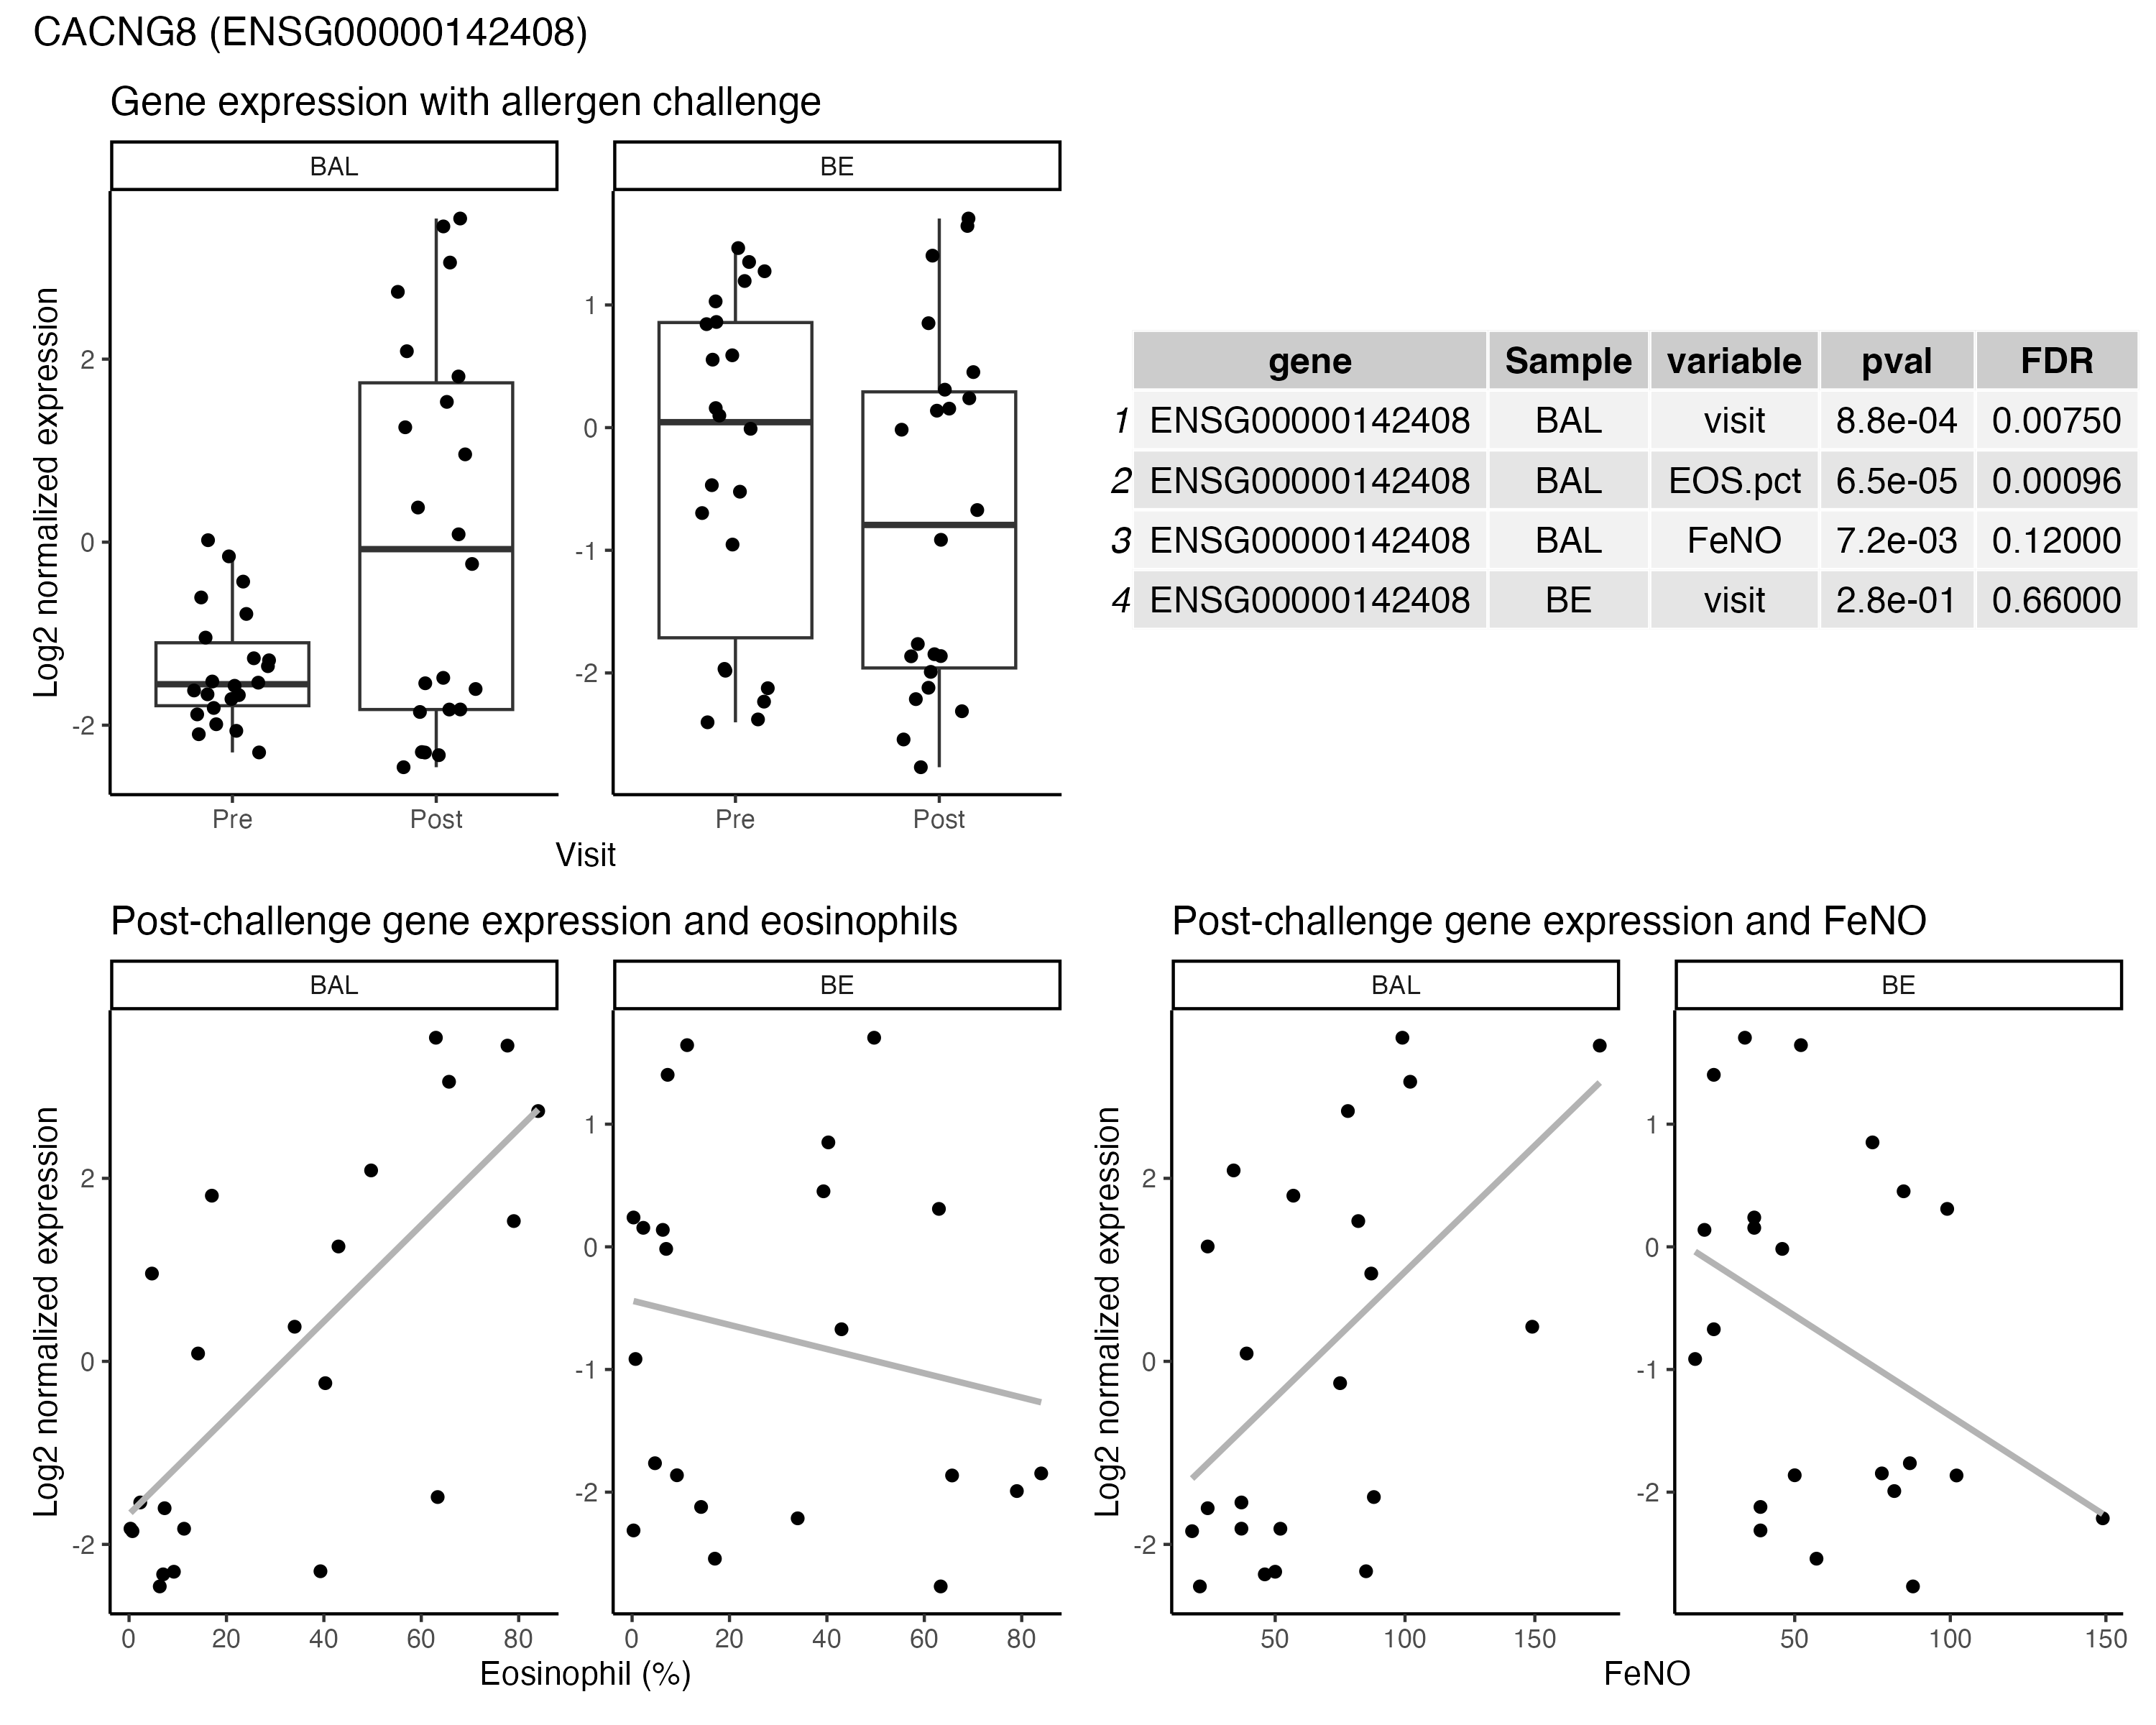 CACNG8 (ENSG00000142408)
Gene expression with allergen challenge
BAL
BE
Log2 normalized expression
2
0
-2
1
0
-1
-2
Pre
Post
Pre
Post
Visit
gene Sample variable pval FDR
1 ENSG00000142408 BAL visit 8.8e-04 0.00750
2 ENSG00000142408 BAL EOS.pct 6.5e-05 0.00096
3 ENSG00000142408 BAL FeNO 7.2e-03 0.12000
4 ENSG00000142408 BE visit 2.8e-01 0.66000
Post-challenge gene expression and eosinophils
BAL
BE
Log2 normalized expression
2
0
-2
1
0
-1
-2
0 20 40 60 80
0 20 40 60 80
Eosinophil (%)
Post-challenge gene expression and FeNO
BAL
BE
Log2 normalized expression
2
0
-2
1
0
-1
-2
50 100 150
50 100 150
FeNO